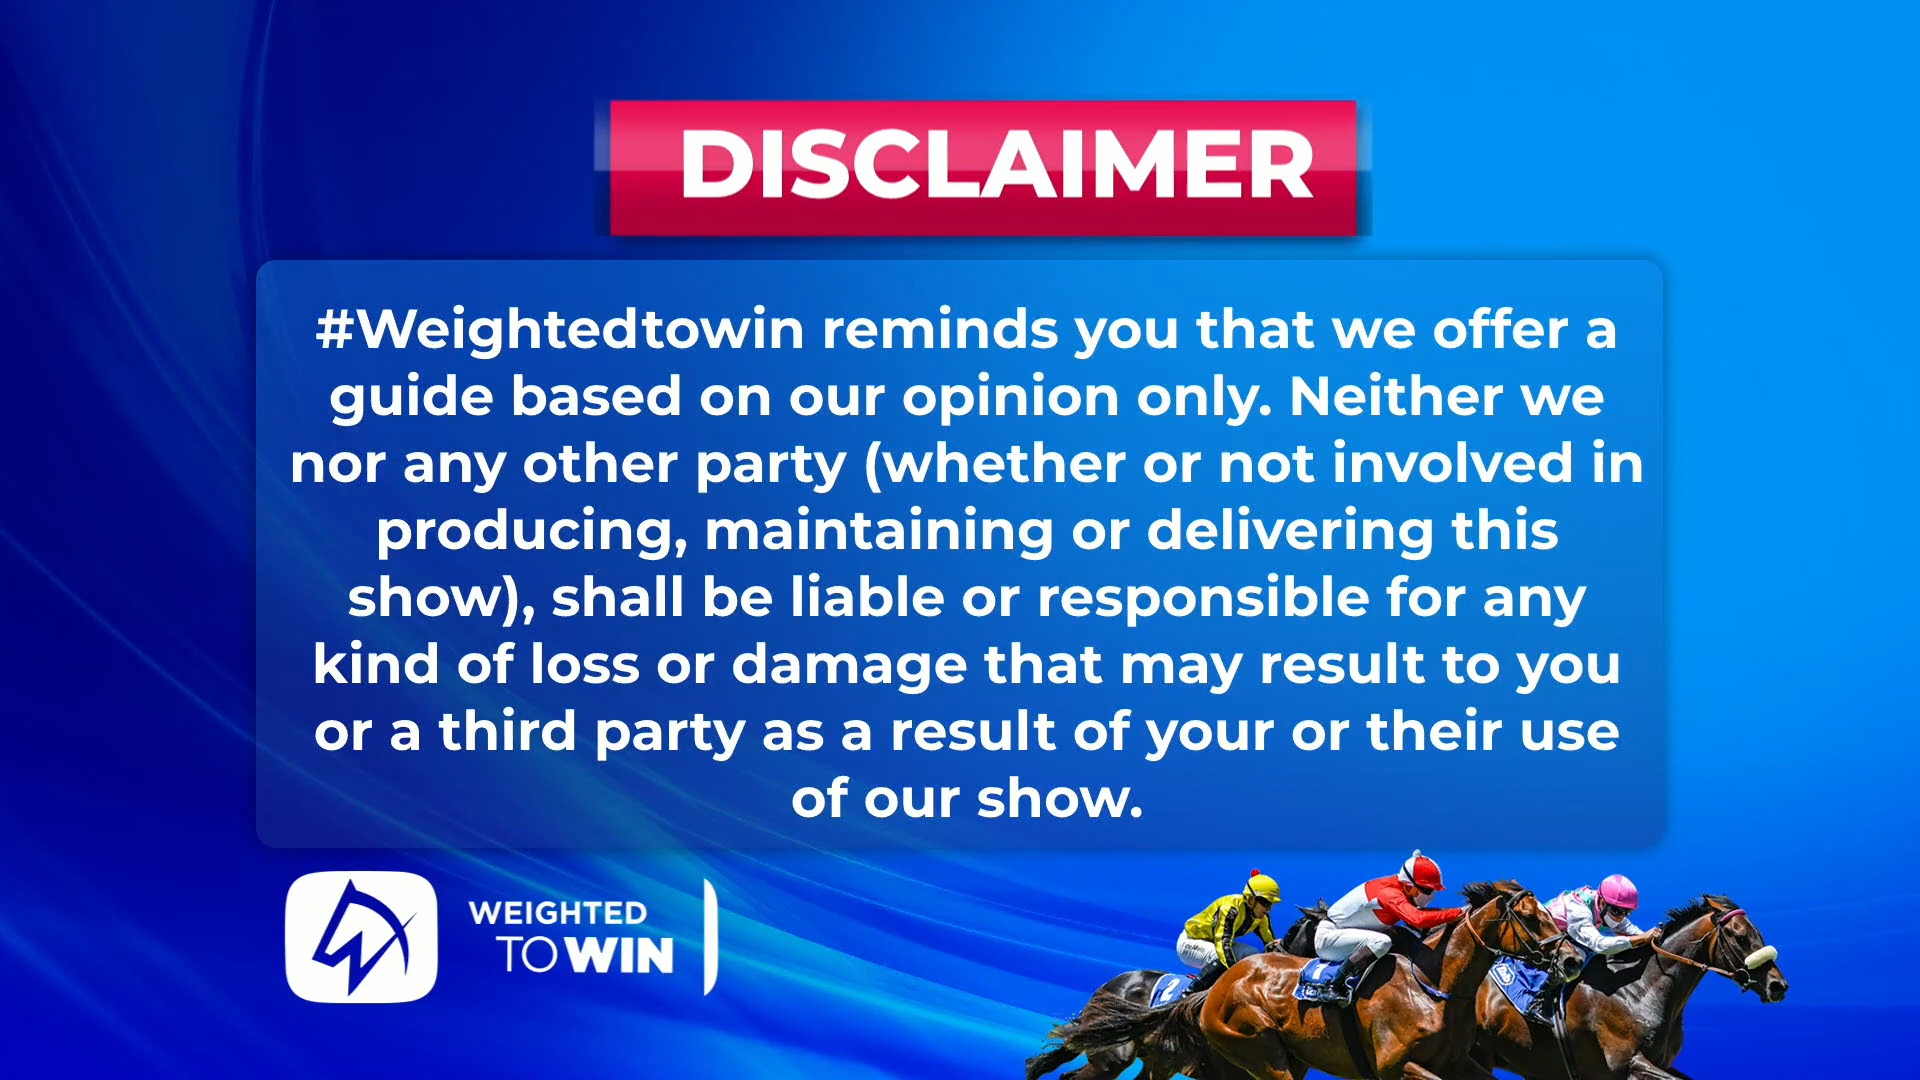 DISCLAIMER
#Weightedtowin reminds you that we offer a
guide based on our opinion only. Neither we
nor any other party (whether or not involved in
producing, maintaining or delivering this
show), shall be liable or responsible for any
kind of loss or damage that may result to you
or a third party as a result of your or their use
of our show.
WEIGHTED
TO WIN
2